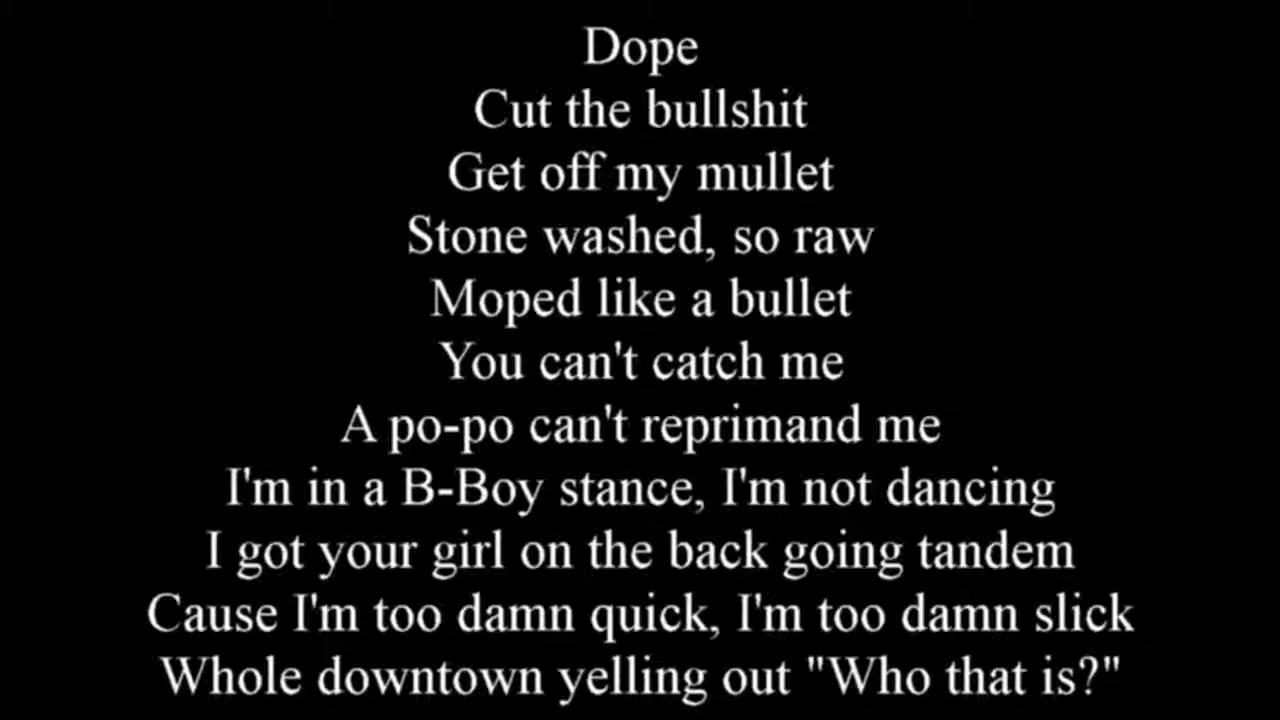 Dope
Cut the bullshit
Get off my mullet
Stone washed, so raw
Moped like a bullet
You can't catch me
A po-po can't reprimand me
I'm in a B-Boy stance, I'm not dancing
I got your girl on the back going tandem
Cause I'm too damn quick, I'm too damn slick
Whole downtown yelling out "Who that is?"